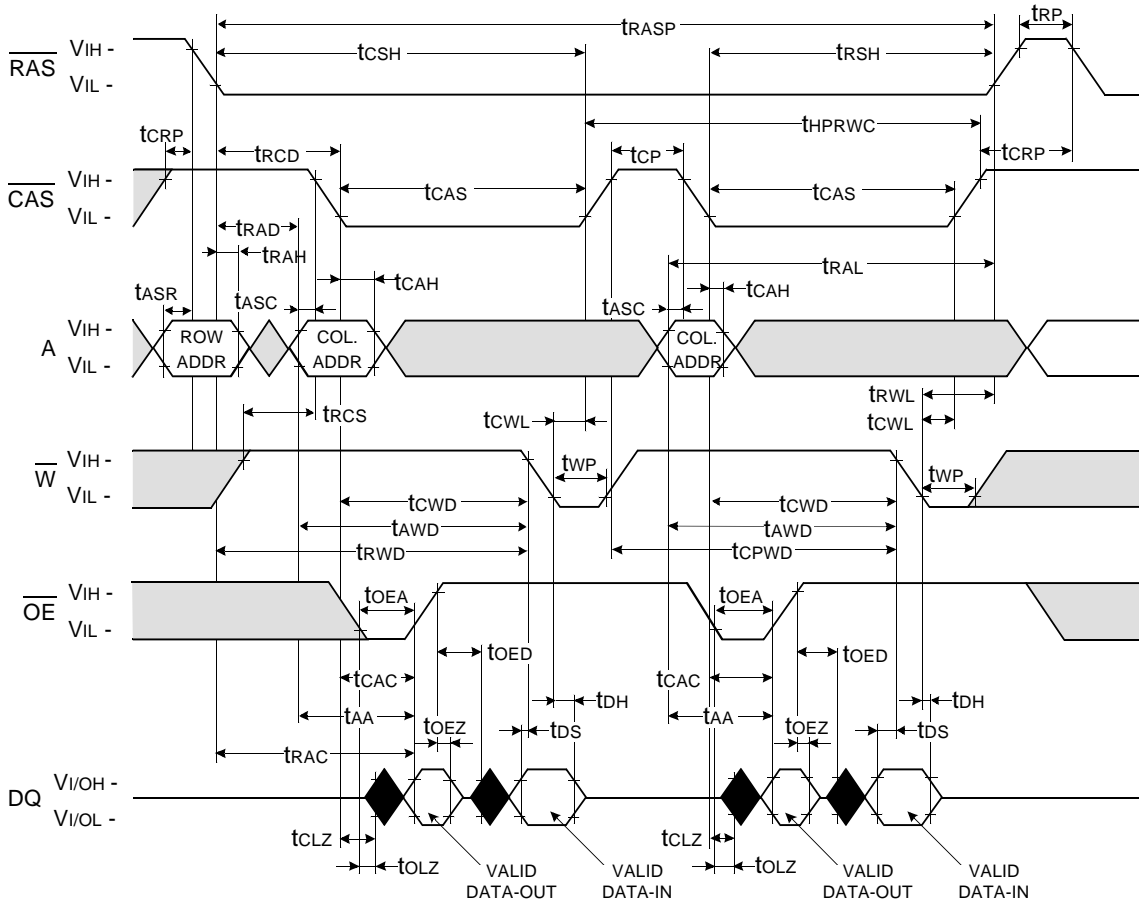 tRASP
tRP
tCSH
tRSH
RAS
VIH -
VIL -
tHPRWC
tCRP
tRCD
tCP
tCRP
CAS
VIH -
VIL -
tCAS
tCAS
tRAD
tRAH
tRAL
tASR
tASC
tCAH
tASC
tCAH
A
VIH -
VIL -
ROW
ADDR
COL.
ADDR
COL.
ADDR
tRWL
tRCS
tCWL
tCWL
W
VIH -
VIL -
tWP
tWP
tCWD
tCWD
tAWD
tAWD
tRWD
tCPWD
OE
VIH -
VIL -
tOEA
tOEA
tOED
tOED
tCAC
tCAC
tDH
tDH
tAA
tOEZ
tDS
tAA
tOEZ
tDS
tRAC
DQ
VI/OH -
VI/OL -
tCLZ
tCLZ
tOLZ
tOLZ
VALID
DATA-OUT
VALID
DATA-IN
VALID
DATA-OUT
VALID
DATA-IN